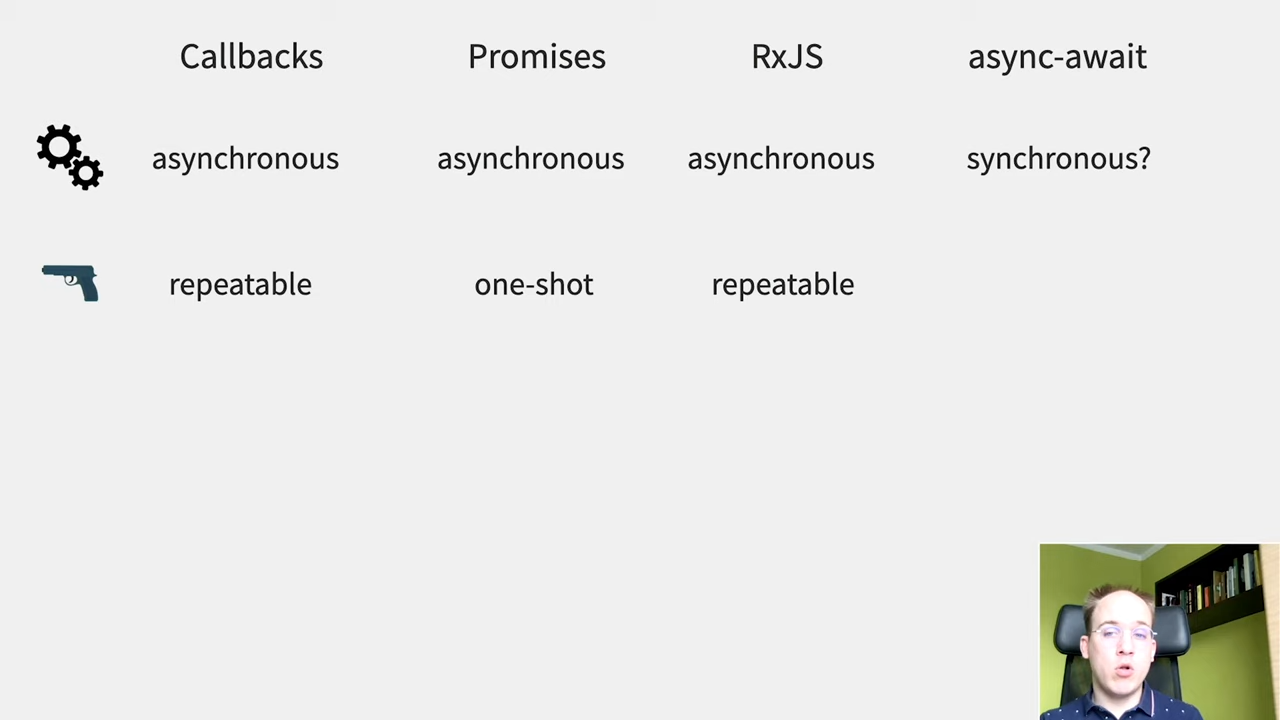 Callbacks Promises RxJS async-await
asynchronous asynchronous asynchronous synchronous?
repeatable one-shot repeatable